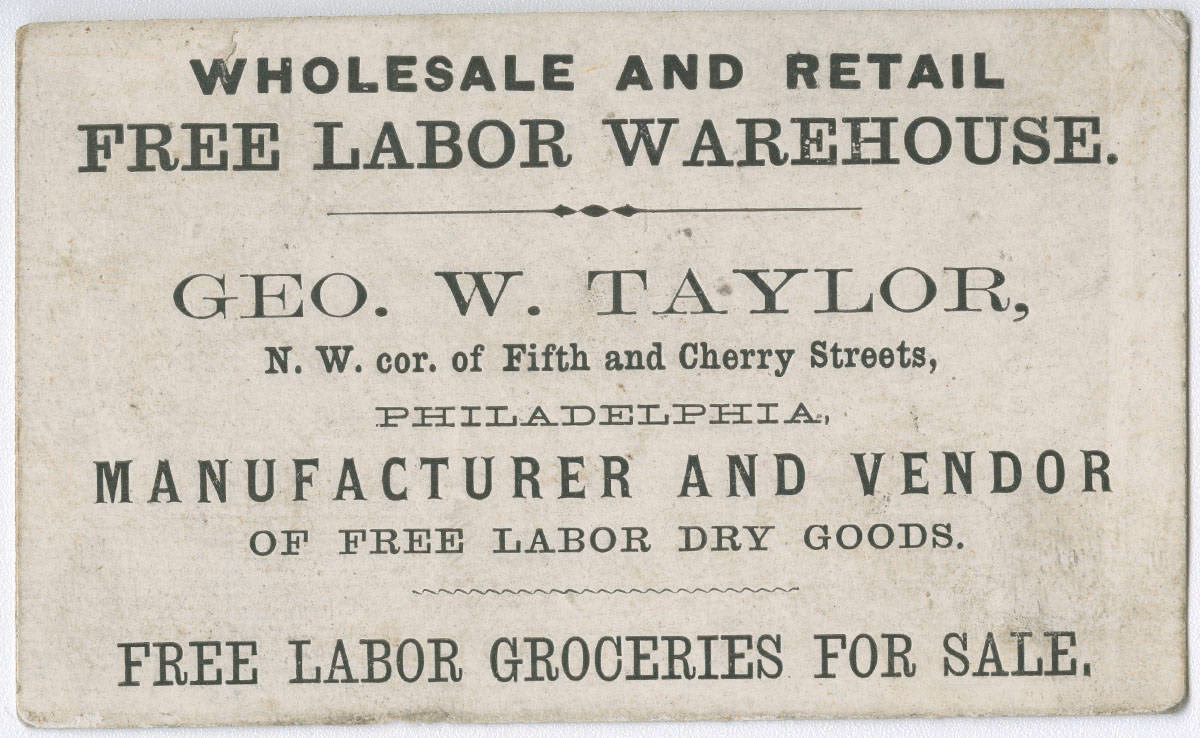 WHOLESALE AND RETAIL
FREE LABOR WAREHOUSE.
GEO. W. TAYLOR,
N. W. cor. of Fifth and Cherry Streets,
PHILADELPHIA,
MANUFACTURER AND VENDOR
OF FREE LABOR DRY GOODS.
FREE LABOR GROCERIES FOR SALE.